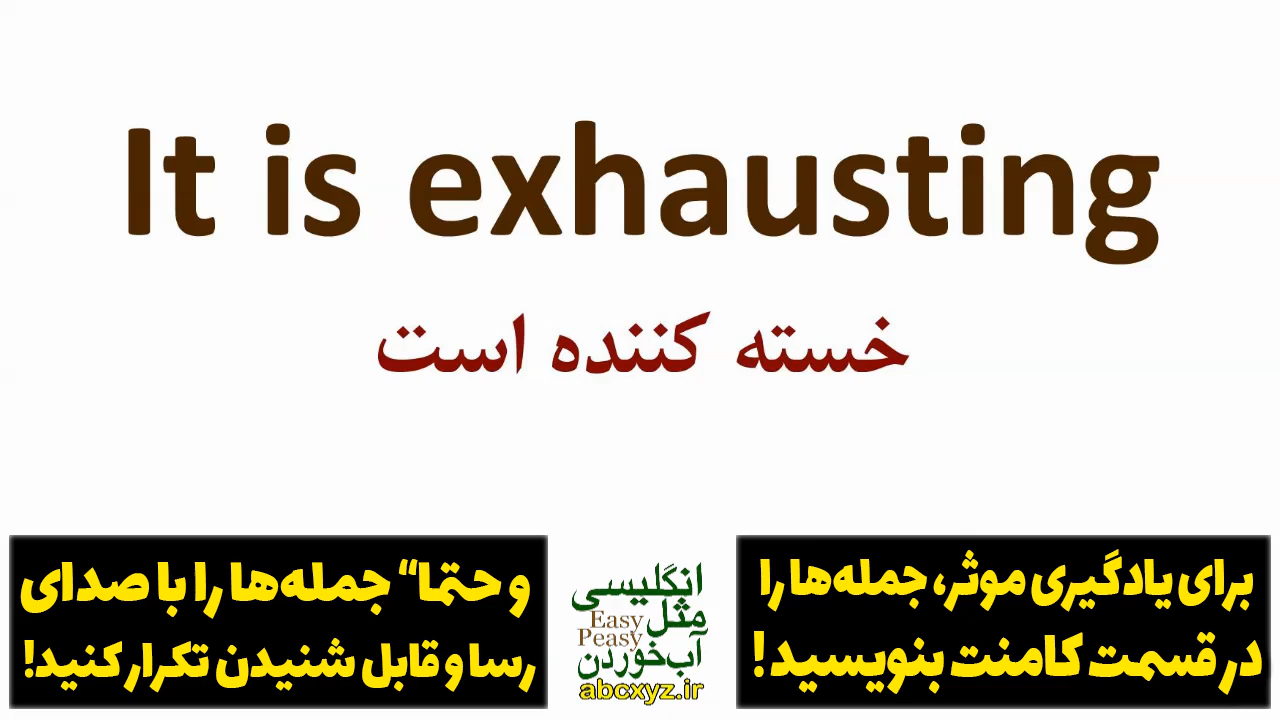 It is exhausting
خسته کننده است
برای یادگیری موثر، جمله‌ها را
در قسمت کامنت بنویسید!
انگلیسی
مثل
Easy
Peasy
آب‌خوردن
abcxyz.ir
و حتما“ جمله‌ها را با صدای
رسا و قابل شنیدن تکرار کنید!